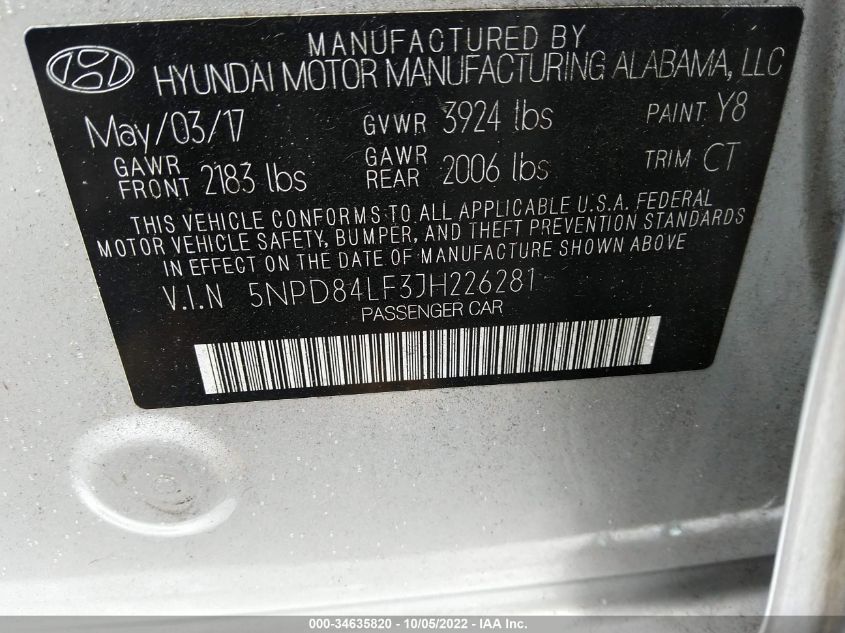 MANUFACTURED BY
HYUNDAI MOTOR MANUFACTURING ALABAMA, LLC
May/03/17 GVWR 3924 lbs PAINT Y8
GAWR FRONT 2183 lbs GAWR REAR 2006 lbs TRIM CT
THIS VEHICLE CONFORMS TO ALL APPLICABLE U.S.A. FEDERAL
MOTOR VEHICLE SAFETY, BUMPER, AND THEFT PREVENTION STANDARDS
IN EFFECT ON THE DATE OF MANUFACTURE SHOWN ABOVE
V.I.N 5NPD84LF3JH226281
PASSENGER CAR
000-34635820 - 10/05/2022 - IAA Inc.